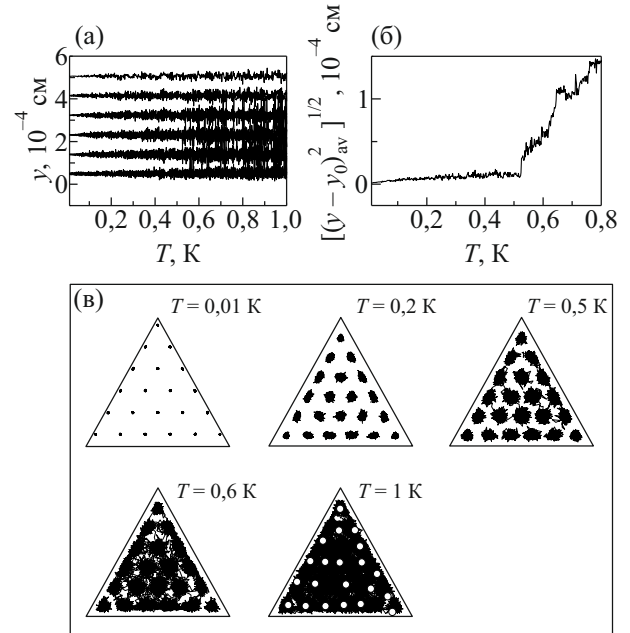 (а)
(б)
y, 10⁻⁴ см
6
4
2
0
0,2 0,4 0,6 0,8 1,0
T, К
[(y – y₀)²av]^1/2, 10⁻⁴ см
1
0
0,2 0,4 0,6 0,8
T, К
(в)
T = 0,01 К
T = 0,2 К
T = 0,5 К
T = 0,6 К
T = 1 К